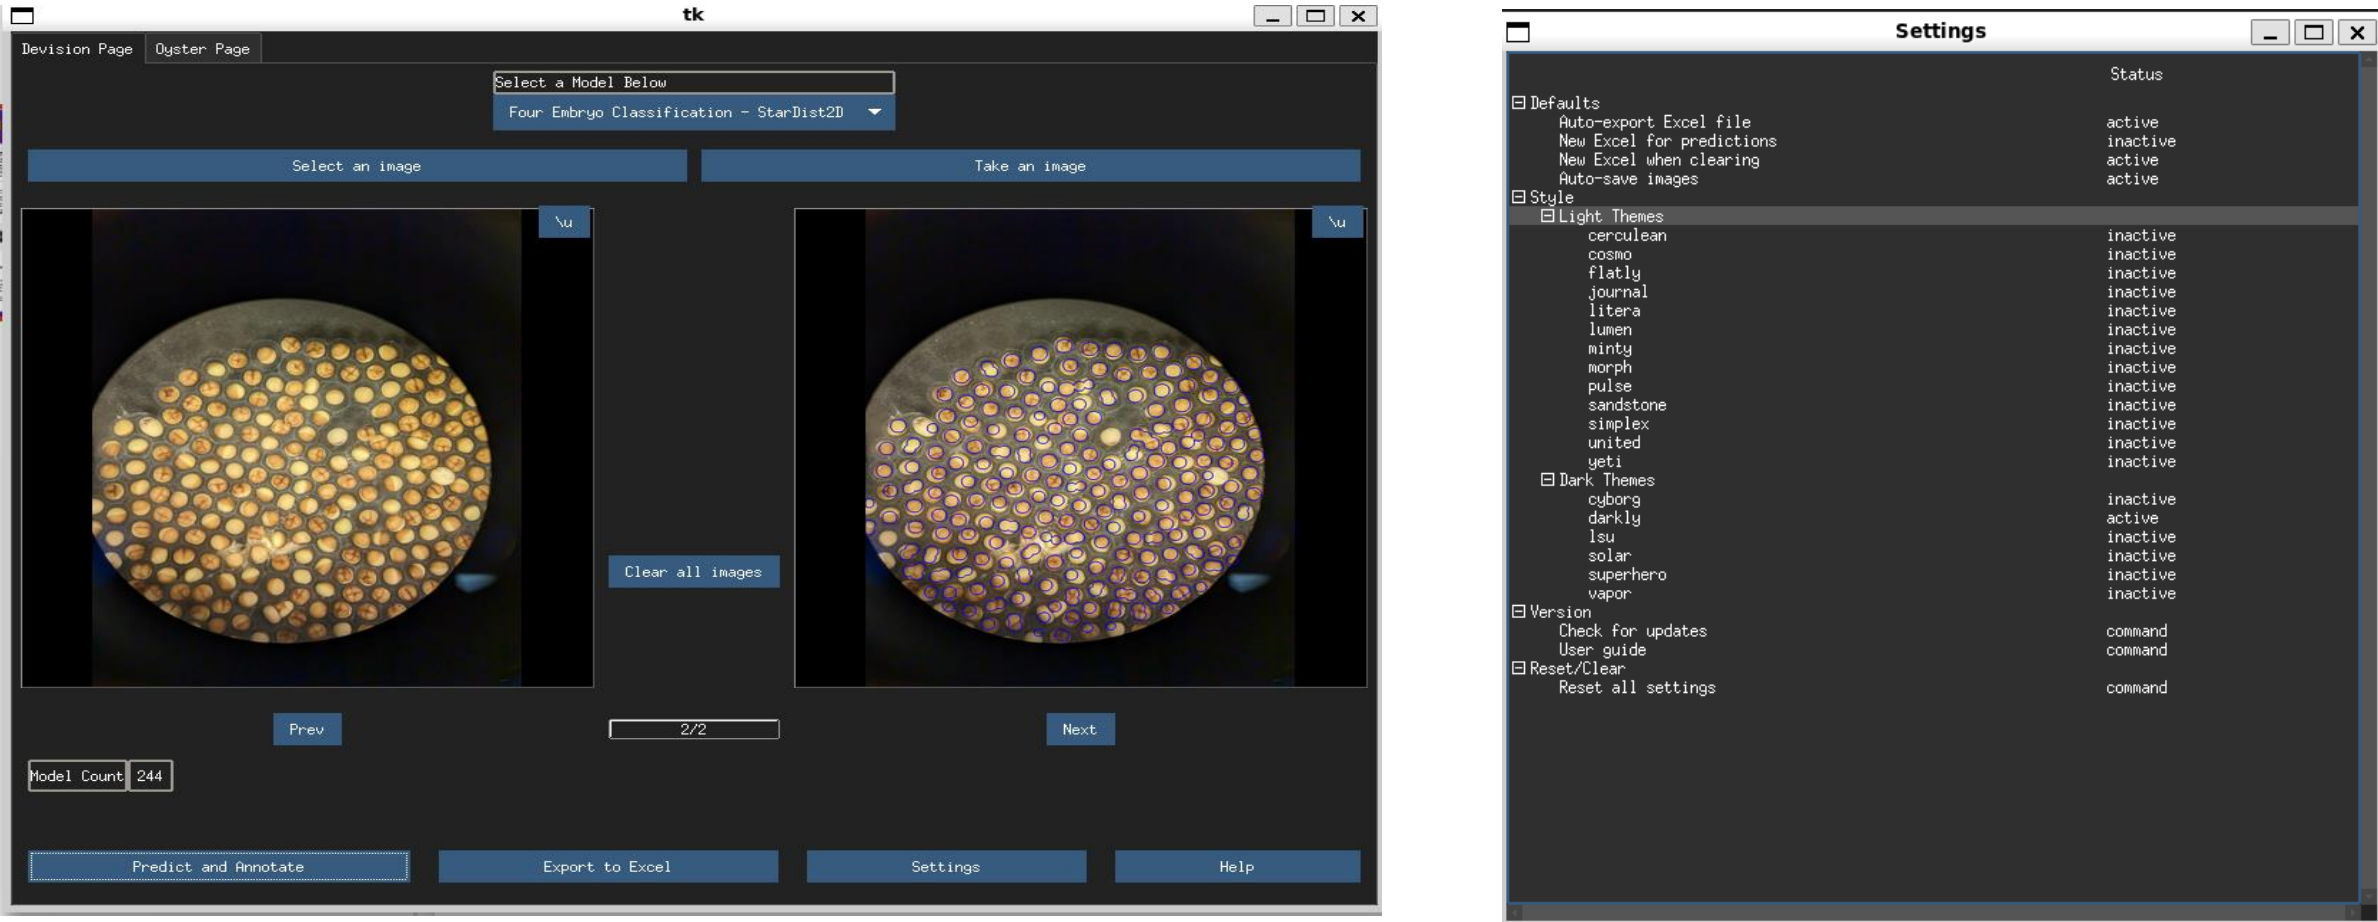 tk
Devision Page Oyster Page
Select a Model Below
Four Embryo Classification - StarDist2D
Select an image Take an image
\u \u
Clear all images
Prev 2/2 Next
Model Count 244
Predict and Annotate Export to Excel Settings Help
Settings
Status
Defaults
Auto-export Excel file active
New Excel for predictions inactive
New Excel when clearing active
Auto-save images active
Style
Light Themes
cerculean inactive
cosmo inactive
flatly inactive
journal inactive
litera inactive
lumen inactive
minty inactive
morph inactive
pulse inactive
sandstone inactive
simplex inactive
united inactive
yeti inactive
Dark Themes
cyborg inactive
darkly active
lsu inactive
solar inactive
superhero inactive
vapor inactive
Version
Check for updates command
User guide command
Reset/Clear
Reset all settings command